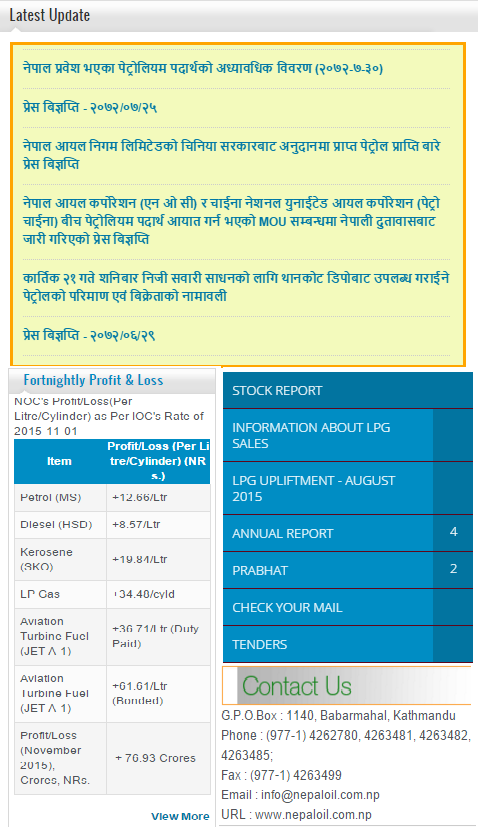 Latest Update
नेपाल प्रवेश भएका पेट्रोलियम पदार्थको अध्यावधिक विवरण (२०७२-७-३०)
प्रेस बिज्ञप्ति - २०७२/०७/२५
नेपाल आयल निगम लिमिटेडको चिनिया सरकारबाट अनुदानमा प्राप्त पेट्रोल प्राप्ति बारे
प्रेस बिज्ञप्ति
नेपाल आयल कर्पोरेशन (एन ओ सी) र चाईना नेशनल युनाईटेड आयल कर्पोरेशन (पेट्रो
चाईना) बीच पेट्रोलियम पदार्थ आयात गर्न भएको MOU सम्बन्धमा नेपाली दुतावासबाट
जारी गरिएको प्रेस बिज्ञप्ति
कार्तिक २१ गते शनिबार निजी सवारी साधनको लागि थानकोट डिपोबाट उपलब्ध गराईने
पेट्रोलको परिमाण एवं बिक्रेताको नामावली
प्रेस बिज्ञप्ति - २०७२/०६/२९
Fortnightly Profit & Loss
NOC's Profit/Loss(Per
Litre/Cylinder) as Per IOC's Rate of
2015-11-01
Item
Profit/Loss (Per Li
tre/Cylinder) (NR
s.)
Petrol (MS)
+12.66/Ltr
Diesel (HSD)
+8.57/Ltr
Kerosene
(SKO)
+19.84/Ltr
LP Gas
+34.48/cyld
Aviation
Turbine Fuel
(JET A-1)
+36.71/Ltr (Duty
Paid)
Aviation
Turbine Fuel
(JET A-1)
+61.61/Ltr
(Bonded)
Profit/Loss
(November
2015),
Crores, NRs.
+ 76.93 Crores
View More
STOCK REPORT
INFORMATION ABOUT LPG
SALES
LPG UPLIFTMENT - AUGUST
2015
ANNUAL REPORT 4
PRABHAT 2
CHECK YOUR MAIL
TENDERS
Contact Us
G.P.O.Box : 1140, Babarmahal, Kathmandu
Phone : (977-1) 4262780, 4263481, 4263482,
4263485;
Fax : (977-1) 4263499
Email : info@nepaloil.com.np
URL : www.nepaloil.com.np